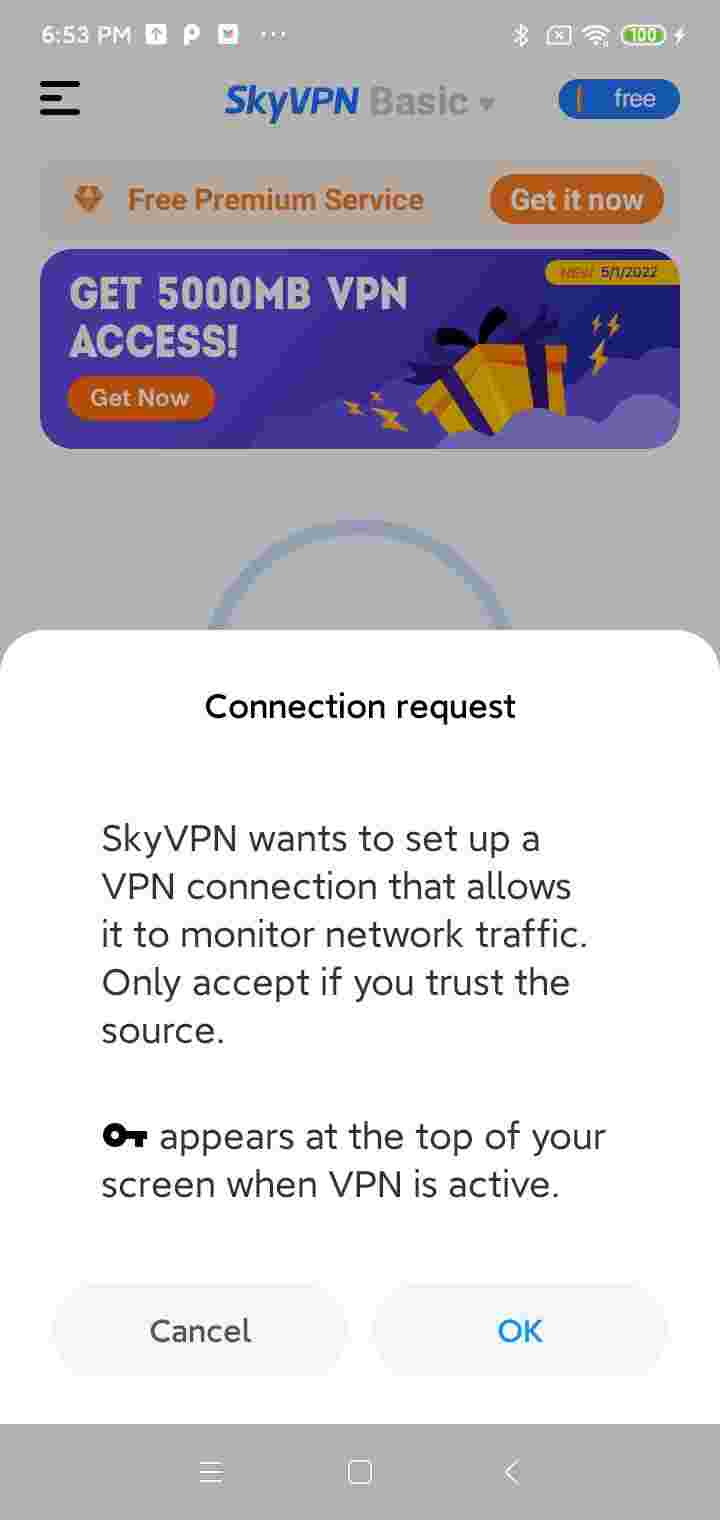 6:53 PM
100
SkyVPN Basic
free
Free Premium Service
Get it now
GET 5000MB VPN
ACCESS!
NEW 5/1/2022
Get Now
Connection request
SkyVPN wants to set up a
VPN connection that allows
it to monitor network traffic.
Only accept if you trust the
source.
appears at the top of your
screen when VPN is active.
Cancel
OK